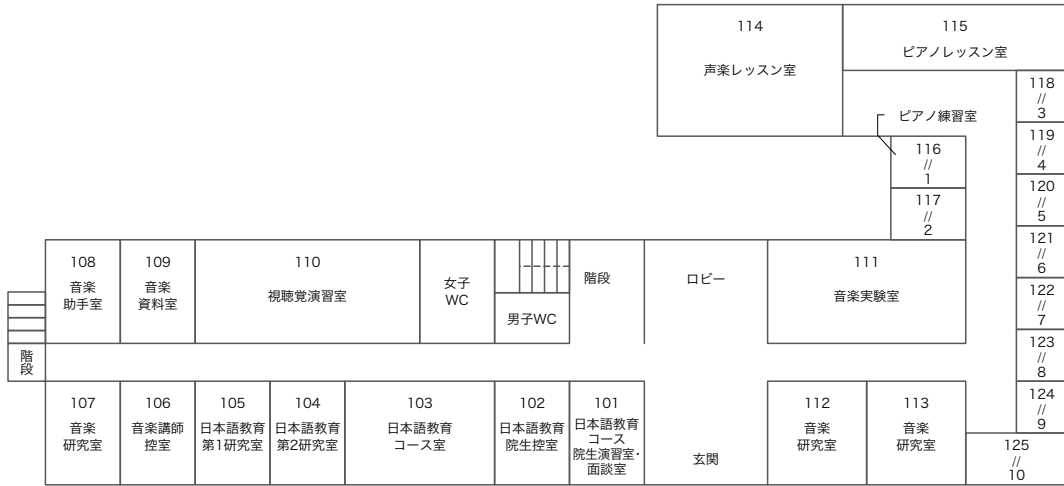 114
声楽レッスン室
115
ピアノレッスン室
118
//
3
ピアノ練習室
116
//
1
119
//
4
117
//
2
120
//
5
108
音楽
助手室
109
音楽
資料室
110
視聴覚演習室
女子
WC
男子WC
階段
ロビー
111
音楽実験室
121
//
6
122
//
7
階
段
123
//
8
107
音楽
研究室
106
音楽講師
控室
105
日本語教育
第1研究室
104
日本語教育
第2研究室
103
日本語教育
コース室
102
日本語教育
院生控室
101
日本語教育
コース
院生演習室・
面談室
玄関
112
音楽
研究室
113
音楽
研究室
124
//
9
125
//
10